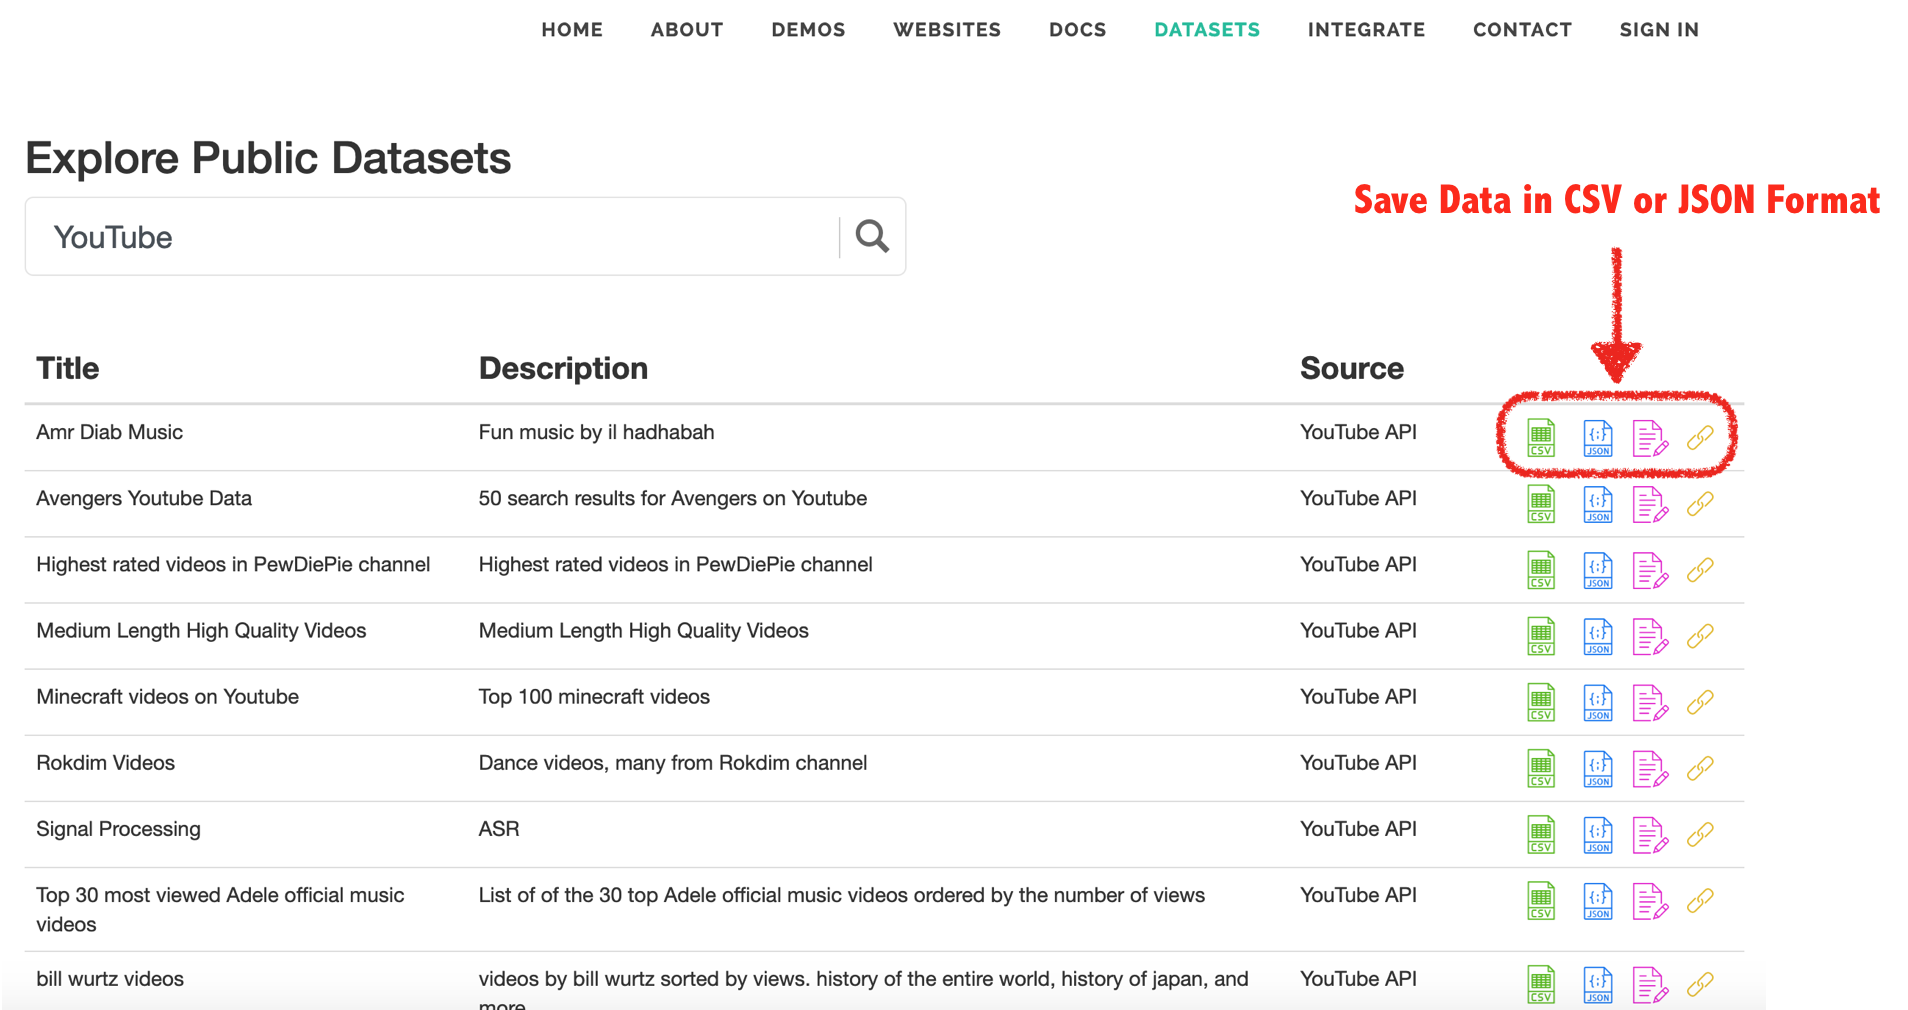 HOME ABOUT DEMOS WEBSITES DOCS DATASETS INTEGRATE CONTACT SIGN IN
Explore Public Datasets
Save Data in CSV or JSON Format
YouTube
Title Description Source
Amr Diab Music Fun music by il hadhabah YouTube API CSV {;} JSON
Avengers Youtube Data 50 search results for Avengers on Youtube YouTube API CSV {;} JSON
Highest rated videos in PewDiePie channel Highest rated videos in PewDiePie channel YouTube API CSV {;} JSON
Medium Length High Quality Videos Medium Length High Quality Videos YouTube API CSV {;} JSON
Minecraft videos on Youtube Top 100 minecraft videos YouTube API CSV {;} JSON
Rokdim Videos Dance videos, many from Rokdim channel YouTube API CSV {;} JSON
Signal Processing ASR YouTube API CSV {;} JSON
Top 30 most viewed Adele official music List of of the 30 top Adele official music videos ordered by the number of views YouTube API CSV {;} JSON
videos
bill wurtz videos videos by bill wurtz sorted by views. history of the entire world, history of japan, and YouTube API CSV {;} JSON
more